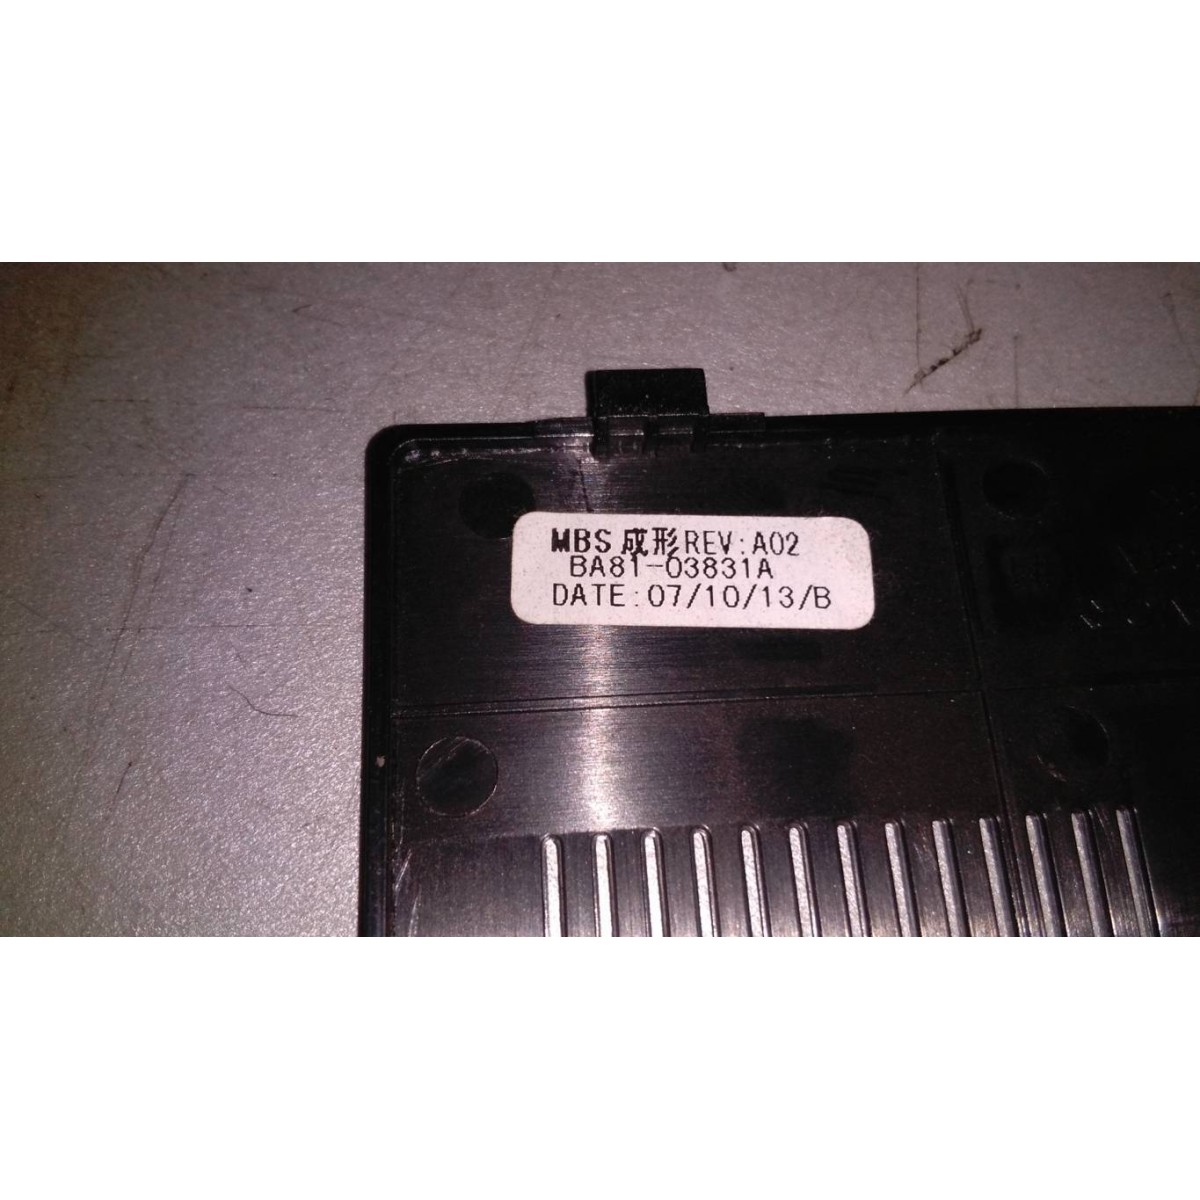 MBS 成形 REV:A02
BA81-03831A
DATE:07/10/13/B